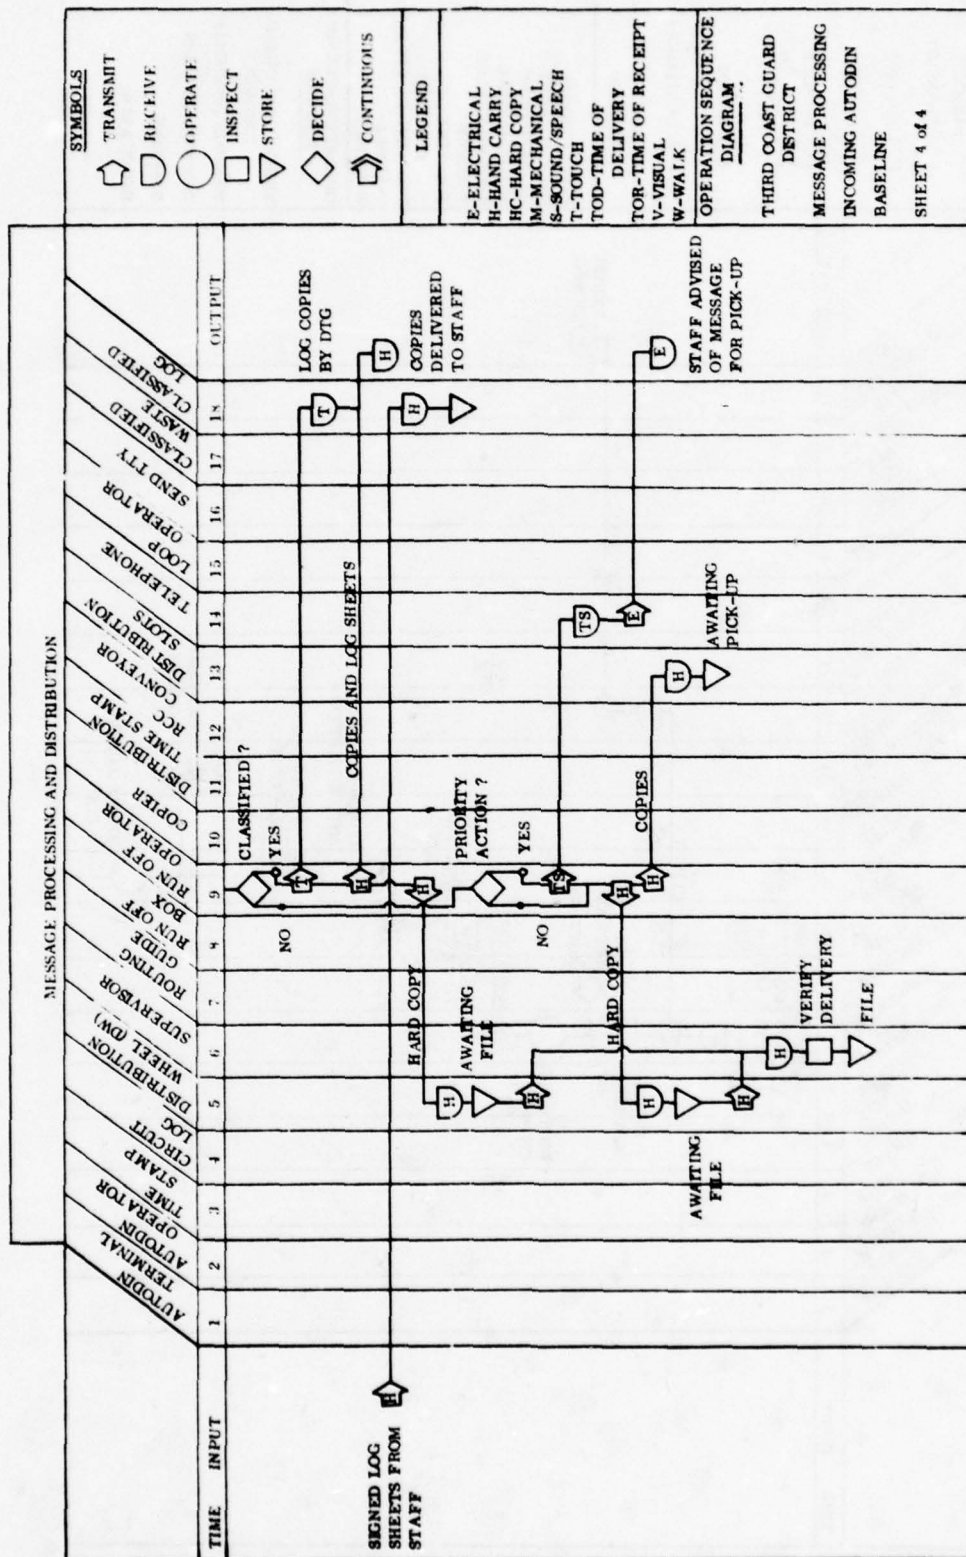 MESSAGE PROCESSING AND DISTRIBUTION
AUTODIN
TERMINAL
AUTODIN
OPERATOR
TIME
STAMP
CIRCUIT
LOG
DISTRIBUTION
WHEEL (DW)
SUPERVISOR
ROUTING
GUIDE
RUN OFF
BOX
RUN OFF
OPERATOR
COPIER
DISTRIBUTION
TIME STAMP
RCC
CONVEYOR
DISTRIBUTION
SLOTS
TELEPHONE
LOOP
OPERATOR
SEND TTY
CLASSIFIED
WASTE
CLASSIFIED
LOG
TIME INPUT 1 2 3 4 5 6 7 8 9 10 11 12 13 14 15 16 17 18 OUTPUT
CLASSIFIED ?
NO
YES
T
T
LOG COPIES
BY DTG
H
COPIES AND LOG SHEETS
H
SIGNED LOG
SHEETS FROM
STAFF
H
H
COPIES
DELIVERED
TO STAFF
H
HARD COPY
H
AWAITING
FILE
H
PRIORITY
ACTION ?
NO
YES
TS
TS
E
E
STAFF ADVISED
OF MESSAGE
FOR PICK-UP
H
HARD COPY
H
AWAITING
FILE
H
H
COPIES
H
AWAITING
PICK-UP
H
VERIFY
DELIVERY
FILE
SYMBOLS
TRANSMIT
RECEIVE
OPERATE
INSPECT
STORE
DECIDE
CONTINUOUS
LEGEND
E-ELECTRICAL
H-HAND CARRY
HC-HARD COPY
M-MECHANICAL
S-SOUND/SPEECH
T-TOUCH
TOD-TIME OF
DELIVERY
TOR-TIME OF RECEIPT
V-VISUAL
W-WALK
OPERATION SEQUENCE
DIAGRAM
THIRD COAST GUARD
DISTRICT
MESSAGE PROCESSING
INCOMING AUTODIN
BASELINE
SHEET 4 of 4